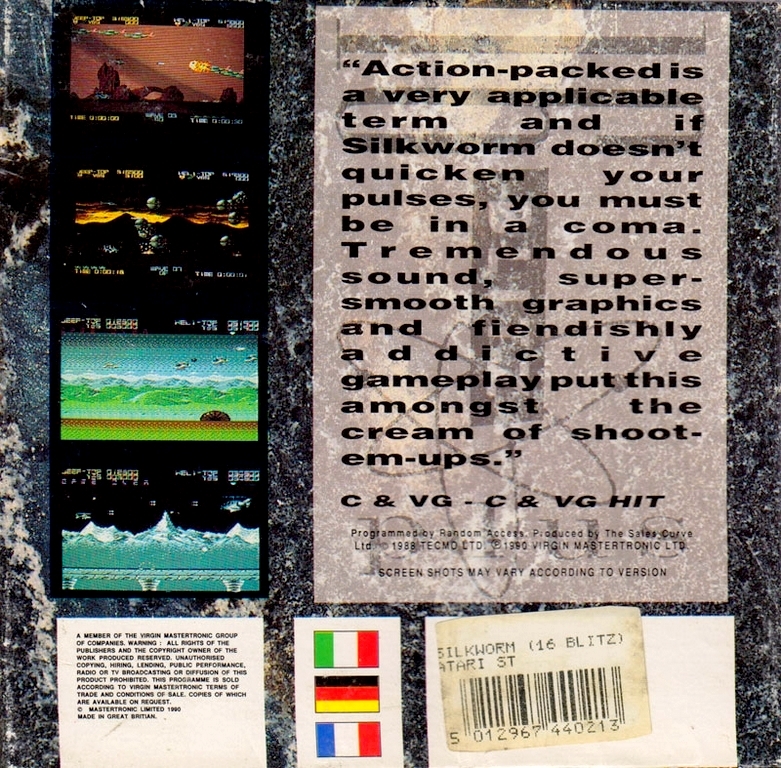 “Action-packed is
a very applicable
term and if
Silkworm doesn’t
quicken your
pulses, you must
be in a coma.
Tremendous
sound, super-
smooth graphics
and fiendishly
addictive
gameplay put this
amongst the
cream of shoot-
em-ups.”
C & VG - C & VG HIT
plus
Programmed by Random Access. Produced by The Sales Curve
Ltd. © 1988 TECMO LTD. ℗ 1990 VIRGIN MASTERTRONIC LTD.
SCREEN SHOTS MAY VARY ACCORDING TO VERSION
A MEMBER OF THE VIRGIN MASTERTRONIC GROUP
OF COMPANIES. WARNING : ALL RIGHTS OF THE
PUBLISHERS AND THE COPYRIGHT OWNER OF THE
WORK PRODUCED RESERVED. UNAUTHORISED
COPYING, HIRING, LENDING, PUBLIC PERFORMANCE,
RADIO OR TV BROADCASTING OR DIFFUSION OF THIS
PRODUCT PROHIBITED. THIS PROGRAMME IS SOLD
ACCORDING TO VIRGIN MASTERTRONIC TERMS OF
TRADE AND CONDITIONS OF SALE. COPIES OF WHICH
ARE AVAILABLE ON REQUEST.
© MASTERTRONIC LIMITED 1990
MADE IN GREAT BRITIAN.
SILKWORM (16 BLITZ)
ATARI ST
5 012967 440213